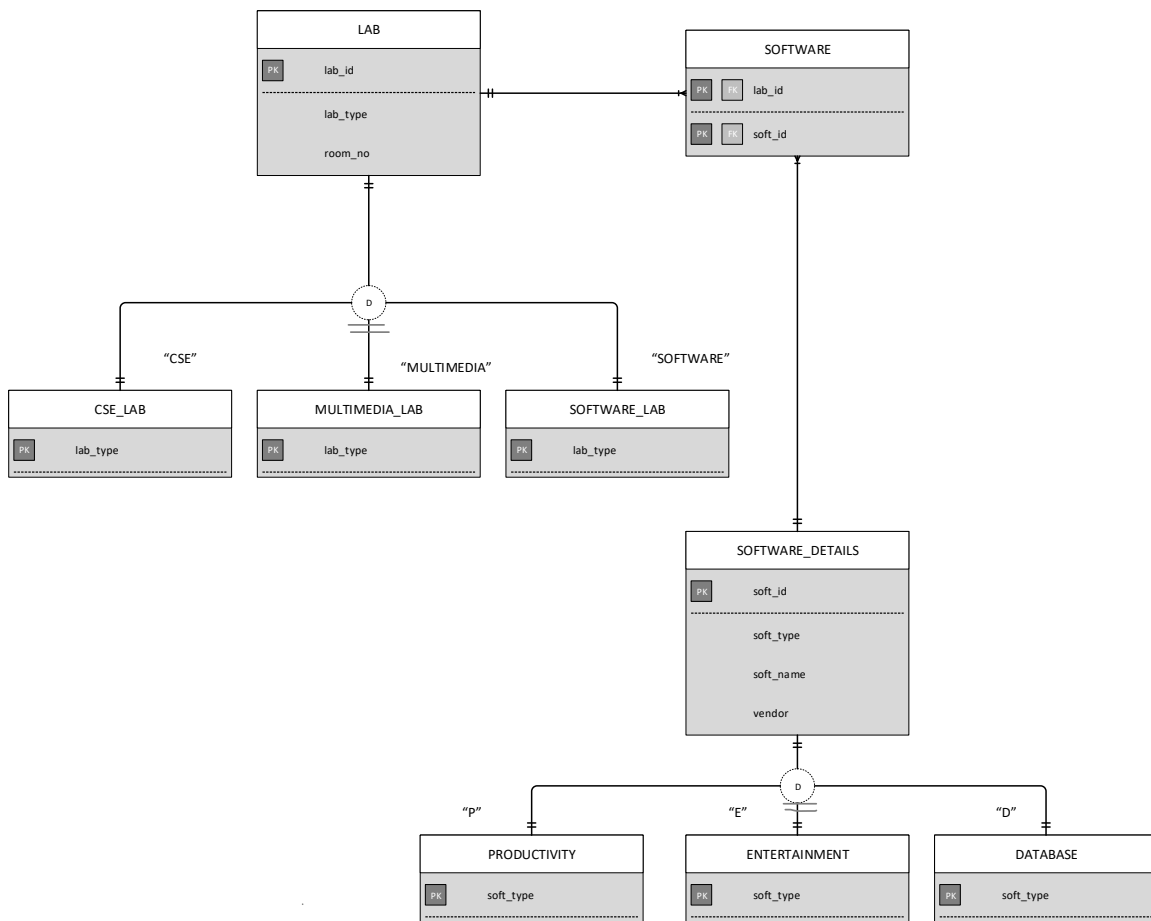 LAB
PK lab_id
lab_type
room_no
SOFTWARE
PK FK lab_id
PK FK soft_id
D
"CSE"
"MULTIMEDIA"
"SOFTWARE"
CSE_LAB
PK lab_type
MULTIMEDIA_LAB
PK lab_type
SOFTWARE_LAB
PK lab_type
SOFTWARE_DETAILS
PK soft_id
soft_type
soft_name
vendor
D
"P"
"E"
"D"
PRODUCTIVITY
PK soft_type
ENTERTAINMENT
PK soft_type
DATABASE
PK soft_type